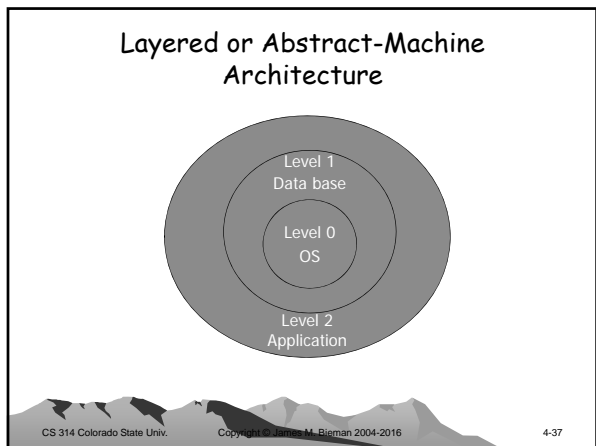 Layered or Abstract-Machine
Architecture
Level 1
Data base
Level 0
OS
Level 2
Application
CS 314 Colorado State Univ.
Copyright © James M. Bieman 2004-2016
4-37